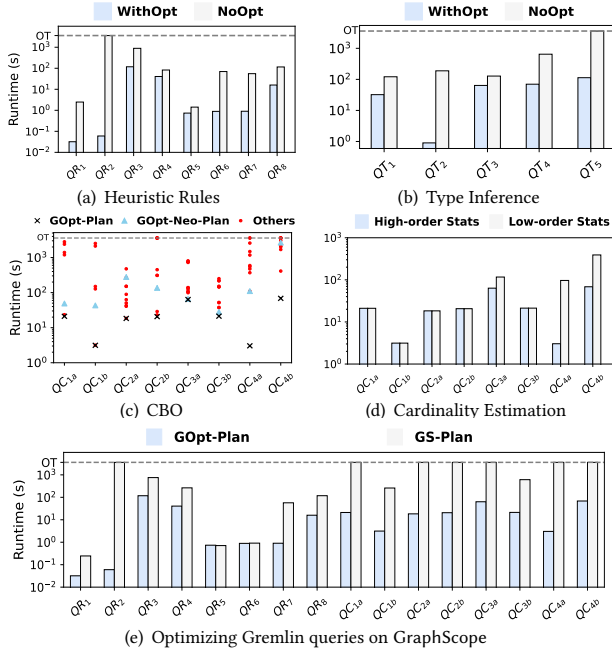 WithOpt NoOpt
OT
10³
10²
10¹
10⁰
10⁻¹
10⁻²
Runtime (s)
QR₁ QR₂ QR₃ QR₄ QR₅ QR₆ QR₇ QR₈
(a) Heuristic Rules
WithOpt NoOpt
OT
10³
10²
10¹
10⁰
QT₁ QT₂ QT₃ QT₄ QT₅
(b) Type Inference
GOpt-Plan GOpt-Neo-Plan Others
OT
10³
10²
10¹
10⁰
Runtime (s)
QC₁ₐ QC₁b QC₂ₐ QC₂b QC₃ₐ QC₃b QC₄ₐ QC₄b
(c) CBO
High-order Stats Low-order Stats
10³
10²
10¹
10⁰
QC₁ₐ QC₁b QC₂ₐ QC₂b QC₃ₐ QC₃b QC₄ₐ QC₄b
(d) Cardinality Estimation
GOpt-Plan GS-Plan
OT
10³
10²
10¹
10⁰
10⁻¹
10⁻²
Runtime (s)
QR₁ QR₂ QR₃ QR₄ QR₅ QR₆ QR₇ QR₈ QC₁ₐ QC₁b QC₂ₐ QC₂b QC₃ₐ QC₃b QC₄ₐ QC₄b
(e) Optimizing Gremlin queries on GraphScope